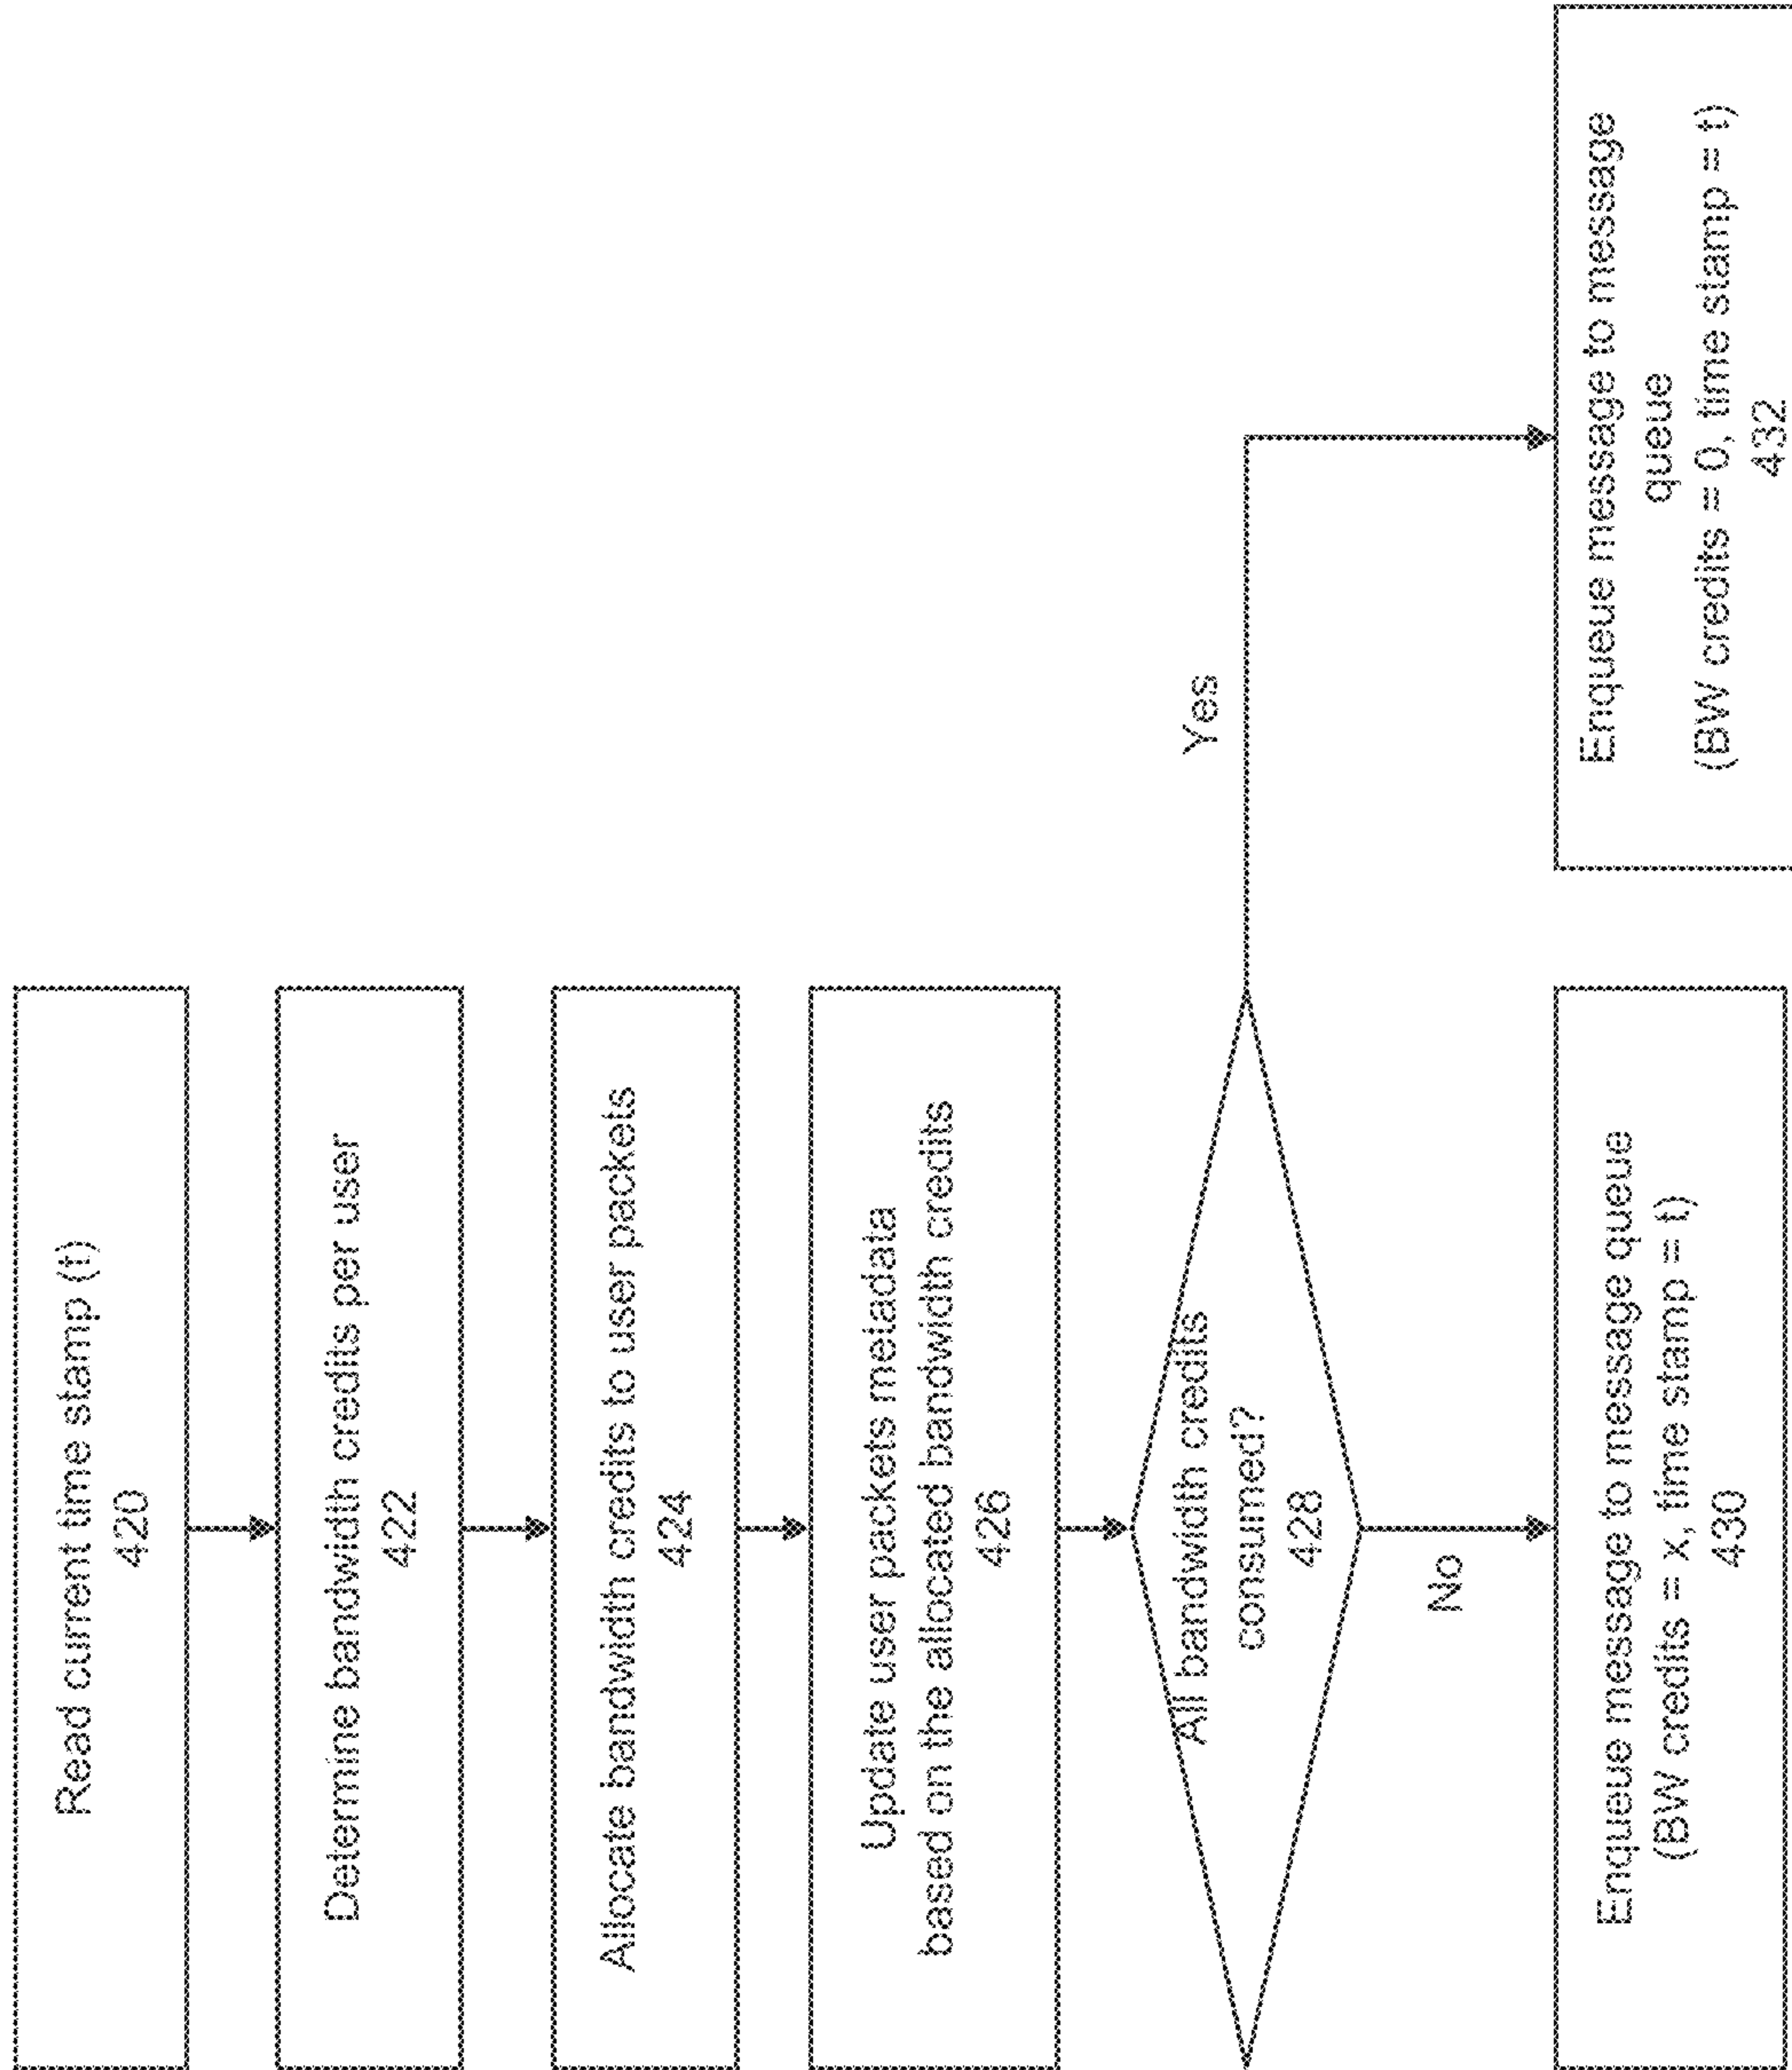 Read current time stamp (t)
420
Determine bandwidth credits per user
422
Allocate bandwidth credits to user packets
424
Update user packets metadata
based on the allocated bandwidth credits
426
All bandwidth credits
consumed?
428
Yes
No
Enqueue message to message queue
(BW credits = x, time stamp = t)
430
Enqueue message to message
queue
(BW credits = 0, time stamp = t)
432